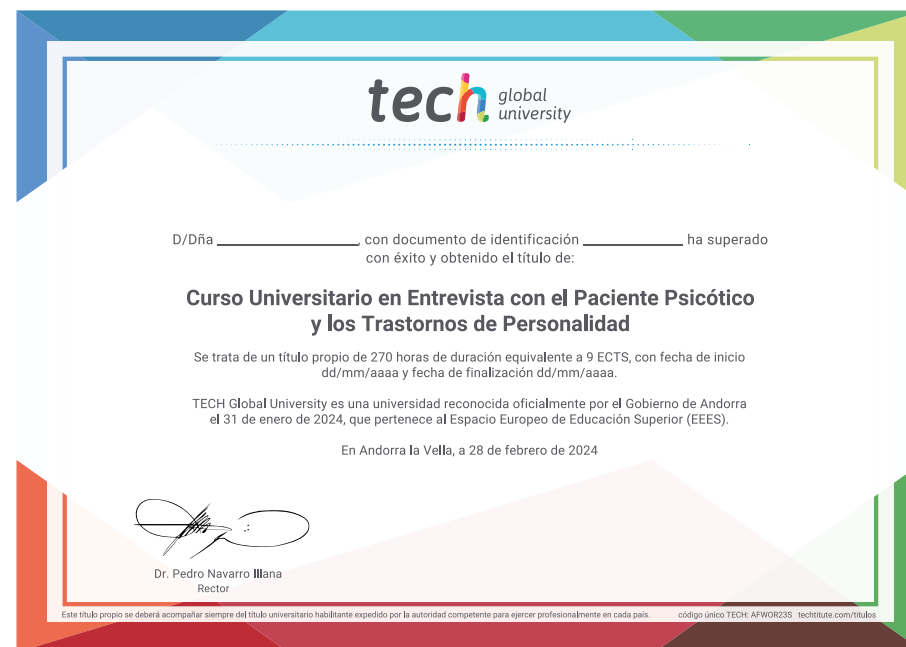 tech global university
D/Dña ____________________, con documento de identificación ______________ ha superado
con éxito y obtenido el título de:
Curso Universitario en Entrevista con el Paciente Psicótico
y los Trastornos de Personalidad
Se trata de un título propio de 270 horas de duración equivalente a 9 ECTS, con fecha de inicio
dd/mm/aaaa y fecha de finalización dd/mm/aaaa.
TECH Global University es una universidad reconocida oficialmente por el Gobierno de Andorra
el 31 de enero de 2024, que pertenece al Espacio Europeo de Educación Superior (EEES).
En Andorra la Vella, a 28 de febrero de 2024
Dr. Pedro Navarro Illana
Rector
Este título propio se deberá acompañar siempre del título universitario habilitante expedido por la autoridad competente para ejercer profesionalmente en cada país. código único TECH: AFWOR23S techtitute.com/titulos